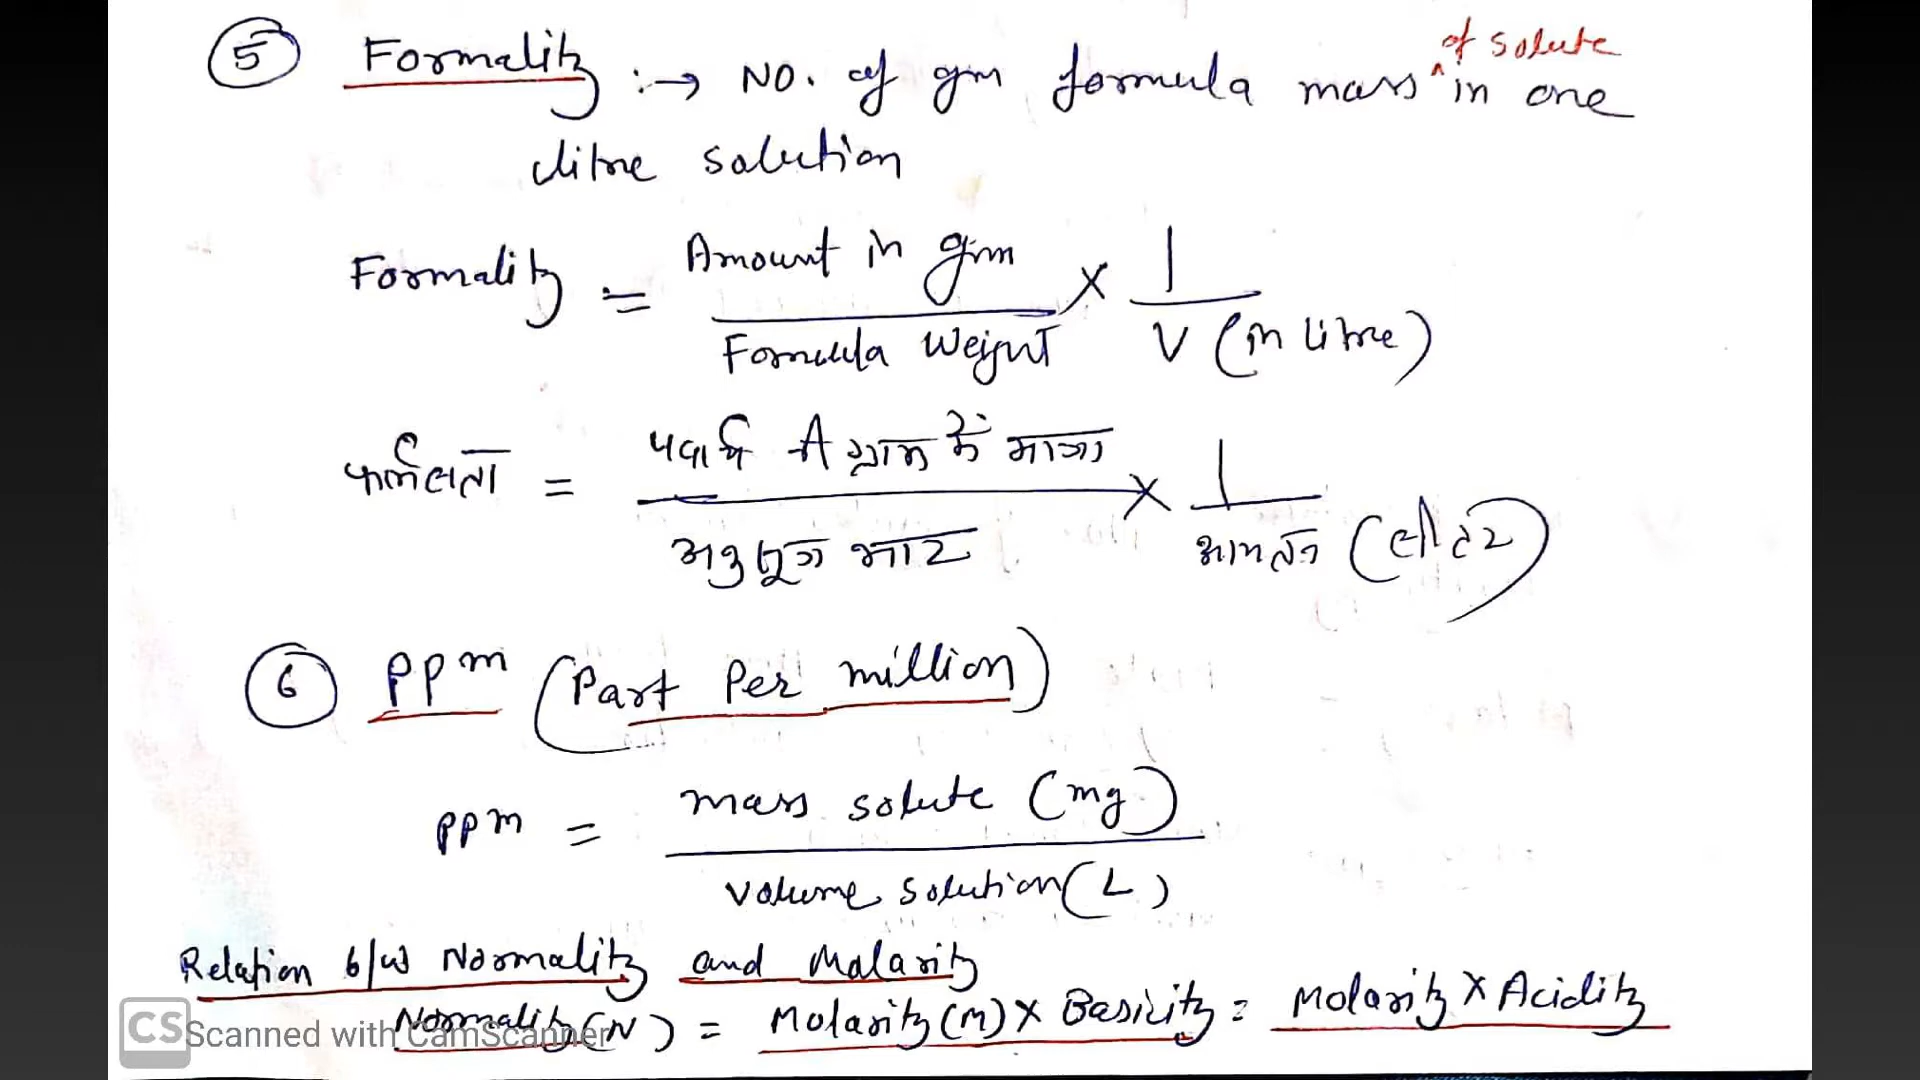 ⑤ Formality :→ NO. of gm formula mass ^of solute in one
litre solution
Formality = Amount in gm / Formula Weight × 1 / V (in litre)
फार्मलता = पदार्थ A ग्राम में मात्रा / अणुसूत्र भार × 1 / आयतन (लीटर)
⑥ PPm (Part Per million)
PPm = mass solute (mg) / volume solution (L)
Relation b/w Normality and Molarity
Normality (N) = Molarity (M) × Basicity = Molarity × Acidity
CS Scanned with CamScanner